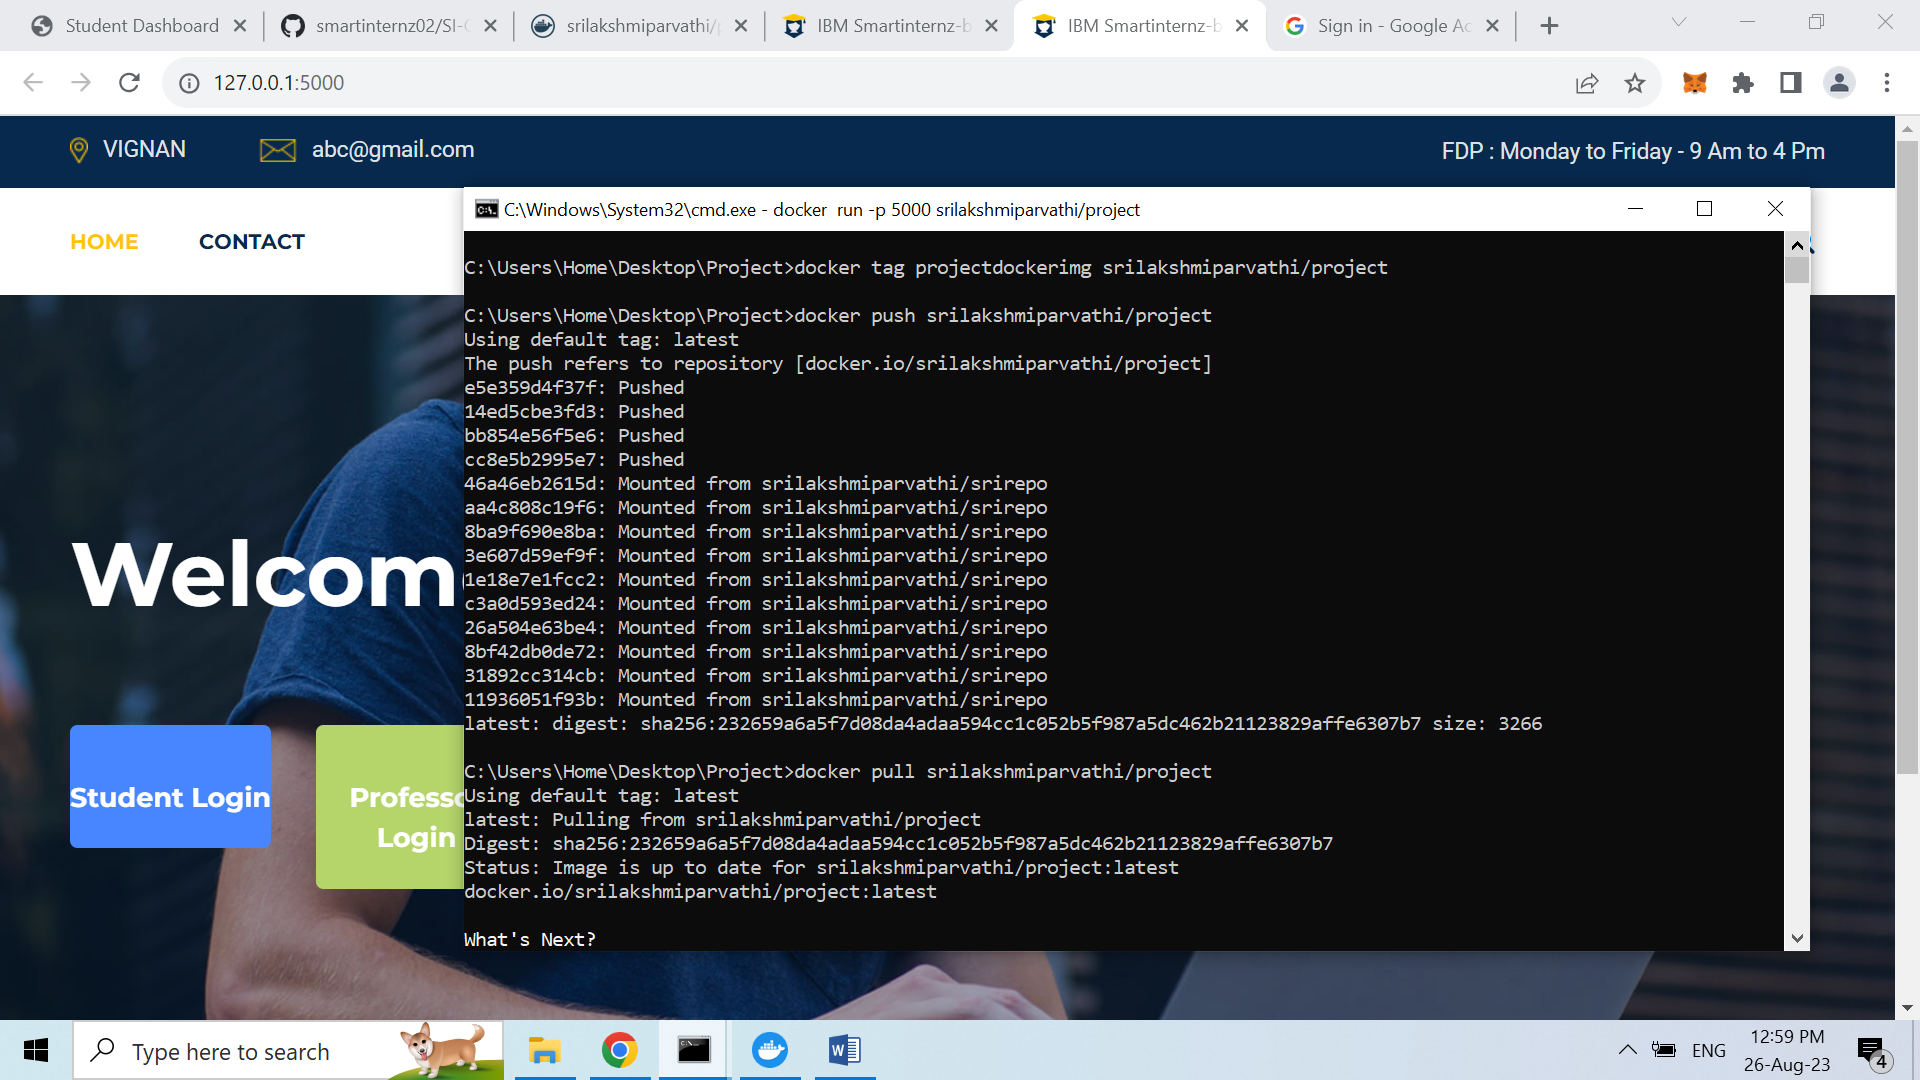 Student Dashboard
smartinternz02/SI-G
srilakshmiparvathi/p
IBM Smartinternz-b
IBM Smartinternz-b
Sign in - Google Ac
127.0.0.1:5000
VIGNAN
abc@gmail.com
FDP : Monday to Friday - 9 Am to 4 Pm
HOME
CONTACT
C:\Windows\System32\cmd.exe - docker  run -p 5000 srilakshmiparvathi/project
C:\Users\Home\Desktop\Project>docker tag projectdockerimg srilakshmiparvathi/project
C:\Users\Home\Desktop\Project>docker push srilakshmiparvathi/project
Using default tag: latest
The push refers to repository [docker.io/srilakshmiparvathi/project]
e5e359d4f37f: Pushed
14ed5cbe3fd3: Pushed
bb854e56f5e6: Pushed
cc8e5b2995e7: Pushed
46a46eb2615d: Mounted from srilakshmiparvathi/srirepo
aa4c808c19f6: Mounted from srilakshmiparvathi/srirepo
8ba9f690e8ba: Mounted from srilakshmiparvathi/srirepo
3e607d59ef9f: Mounted from srilakshmiparvathi/srirepo
1e18e7e1fcc2: Mounted from srilakshmiparvathi/srirepo
c3a0d593ed24: Mounted from srilakshmiparvathi/srirepo
26a504e63be4: Mounted from srilakshmiparvathi/srirepo
8bf42db0de72: Mounted from srilakshmiparvathi/srirepo
31892cc314cb: Mounted from srilakshmiparvathi/srirepo
11936051f93b: Mounted from srilakshmiparvathi/srirepo
latest: digest: sha256:232659a6a5f7d08da4adaa594cc1c052b5f987a5dc462b21123829affe6307b7 size: 3266
C:\Users\Home\Desktop\Project>docker pull srilakshmiparvathi/project
Using default tag: latest
latest: Pulling from srilakshmiparvathi/project
Digest: sha256:232659a6a5f7d08da4adaa594cc1c052b5f987a5dc462b21123829affe6307b7
Status: Image is up to date for srilakshmiparvathi/project:latest
docker.io/srilakshmiparvathi/project:latest
What's Next?
Welcom
Student Login
Professo
Login
Type here to search
ENG
12:59 PM
26-Aug-23
4